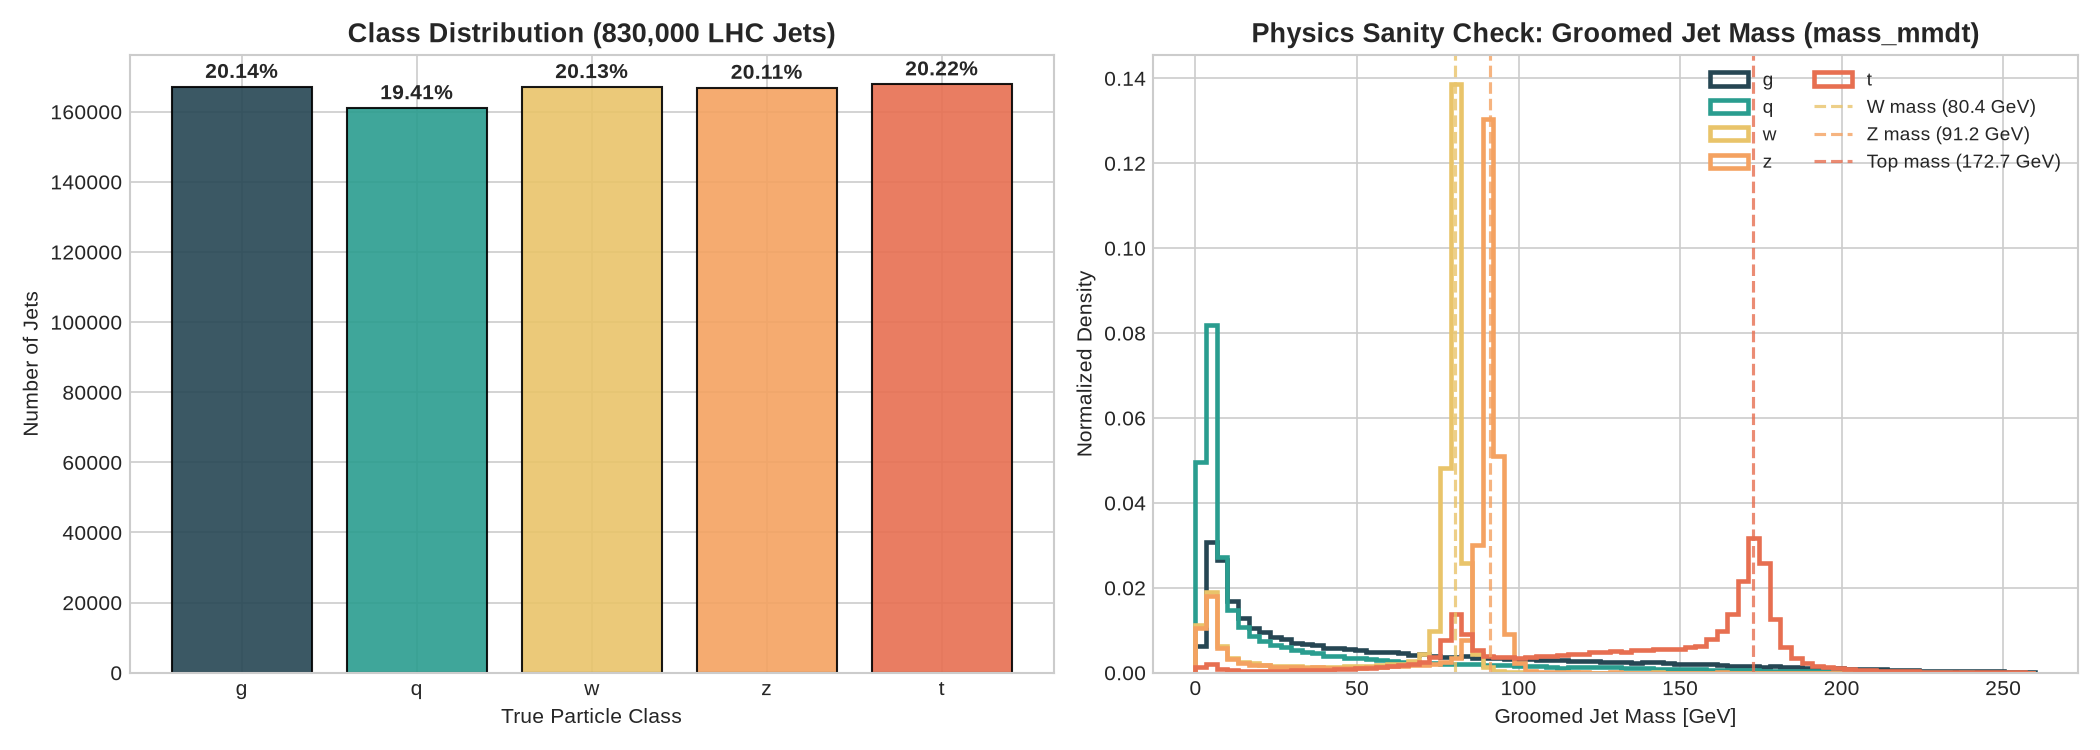 Class Distribution (830,000 LHC Jets)
20.14%
19.41%
20.13%
20.11%
20.22%
160000
140000
120000
100000
80000
60000
40000
20000
0
Number of Jets
g
q
w
z
t
True Particle Class
Physics Sanity Check: Groomed Jet Mass (mass_mmdt)
g
q
w
z
t
W mass (80.4 GeV)
Z mass (91.2 GeV)
Top mass (172.7 GeV)
0.14
0.12
0.10
0.08
0.06
0.04
0.02
0.00
Normalized Density
0
50
100
150
200
250
Groomed Jet Mass [GeV]